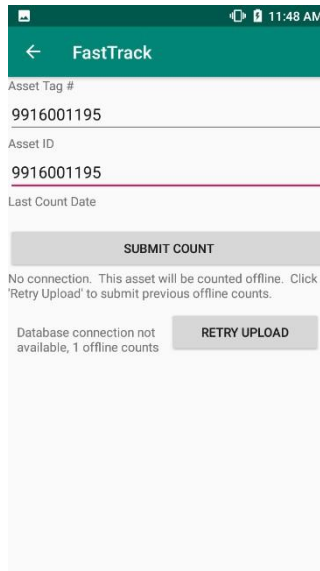 11:48 AM
FastTrack
Asset Tag #
9916001195
Asset ID
9916001195
Last Count Date
SUBMIT COUNT
No connection. This asset will be counted offline. Click
'Retry Upload' to submit previous offline counts.
Database connection not
available, 1 offline counts
RETRY UPLOAD